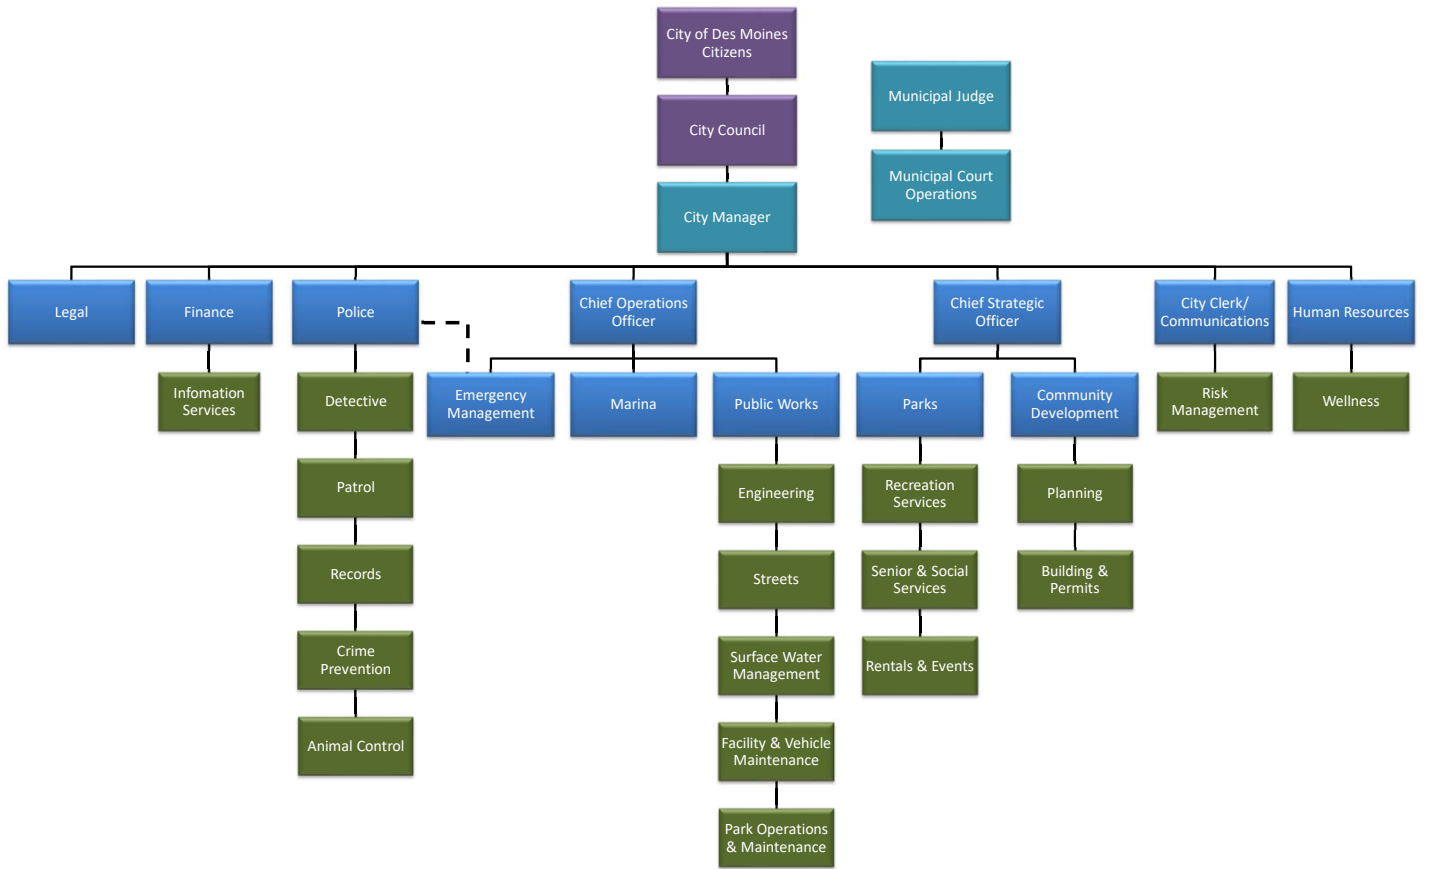 City of Des Moines
Citizens
City Council
City Manager
Municipal Judge
Municipal Court
Operations
Legal
Finance
Police
Chief Operations
Officer
Chief Strategic
Officer
City Clerk/
Communications
Human Resources
Infomation
Services
Detective
Emergency
Management
Marina
Public Works
Parks
Community
Development
Risk
Management
Wellness
Patrol
Records
Crime
Prevention
Animal Control
Engineering
Streets
Surface Water
Management
Facility & Vehicle
Maintenance
Park Operations
& Maintenance
Recreation
Services
Senior & Social
Services
Rentals & Events
Planning
Building &
Permits